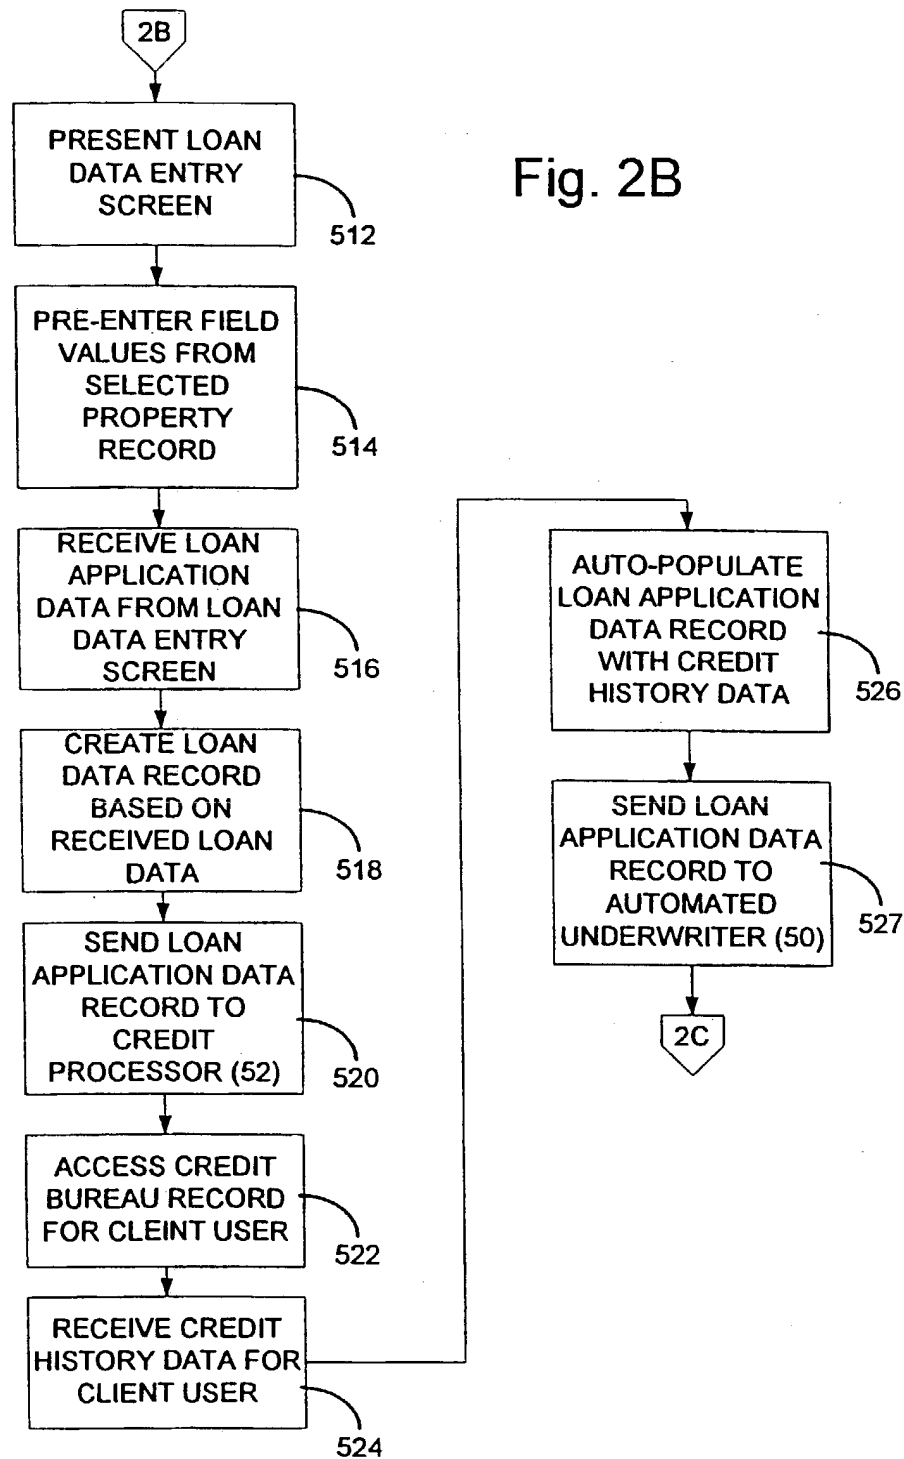 2B
PRESENT LOAN
DATA ENTRY
SCREEN
512
Fig. 2B
PRE-ENTER FIELD
VALUES FROM
SELECTED
PROPERTY
RECORD
514
RECEIVE LOAN
APPLICATION
DATA FROM LOAN
DATA ENTRY
SCREEN
516
CREATE LOAN
DATA RECORD
BASED ON
RECEIVED LOAN
DATA
518
SEND LOAN
APPLICATION DATA
RECORD TO
CREDIT
PROCESSOR (52)
520
ACCESS CREDIT
BUREAU RECORD
FOR CLEINT USER
522
RECEIVE CREDIT
HISTORY DATA FOR
CLIENT USER
524
AUTO-POPULATE
LOAN APPLICATION
DATA RECORD
WITH CREDIT
HISTORY DATA
526
SEND LOAN
APPLICATION DATA
RECORD TO
AUTOMATED
UNDERWRITER (50)
527
2C